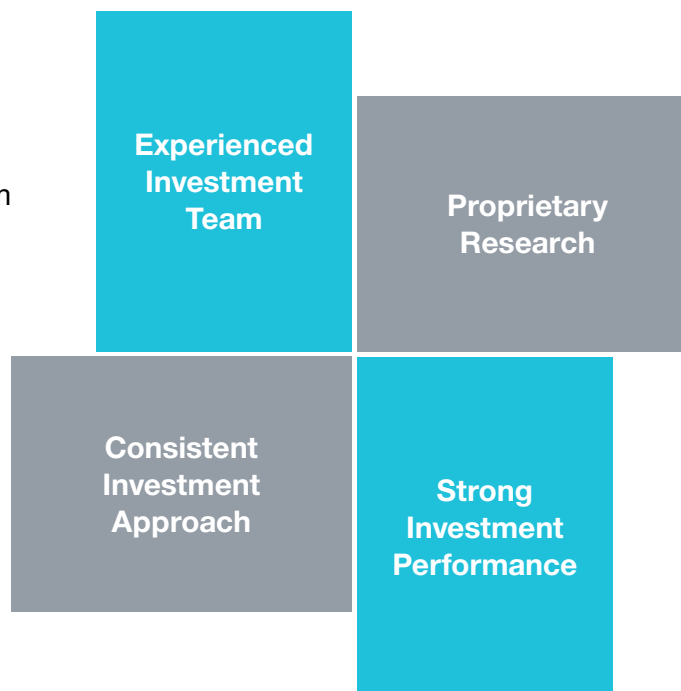 Experienced
Investment
Team
Proprietary
Research
Consistent
Investment
Approach
Strong
Investment
Performance